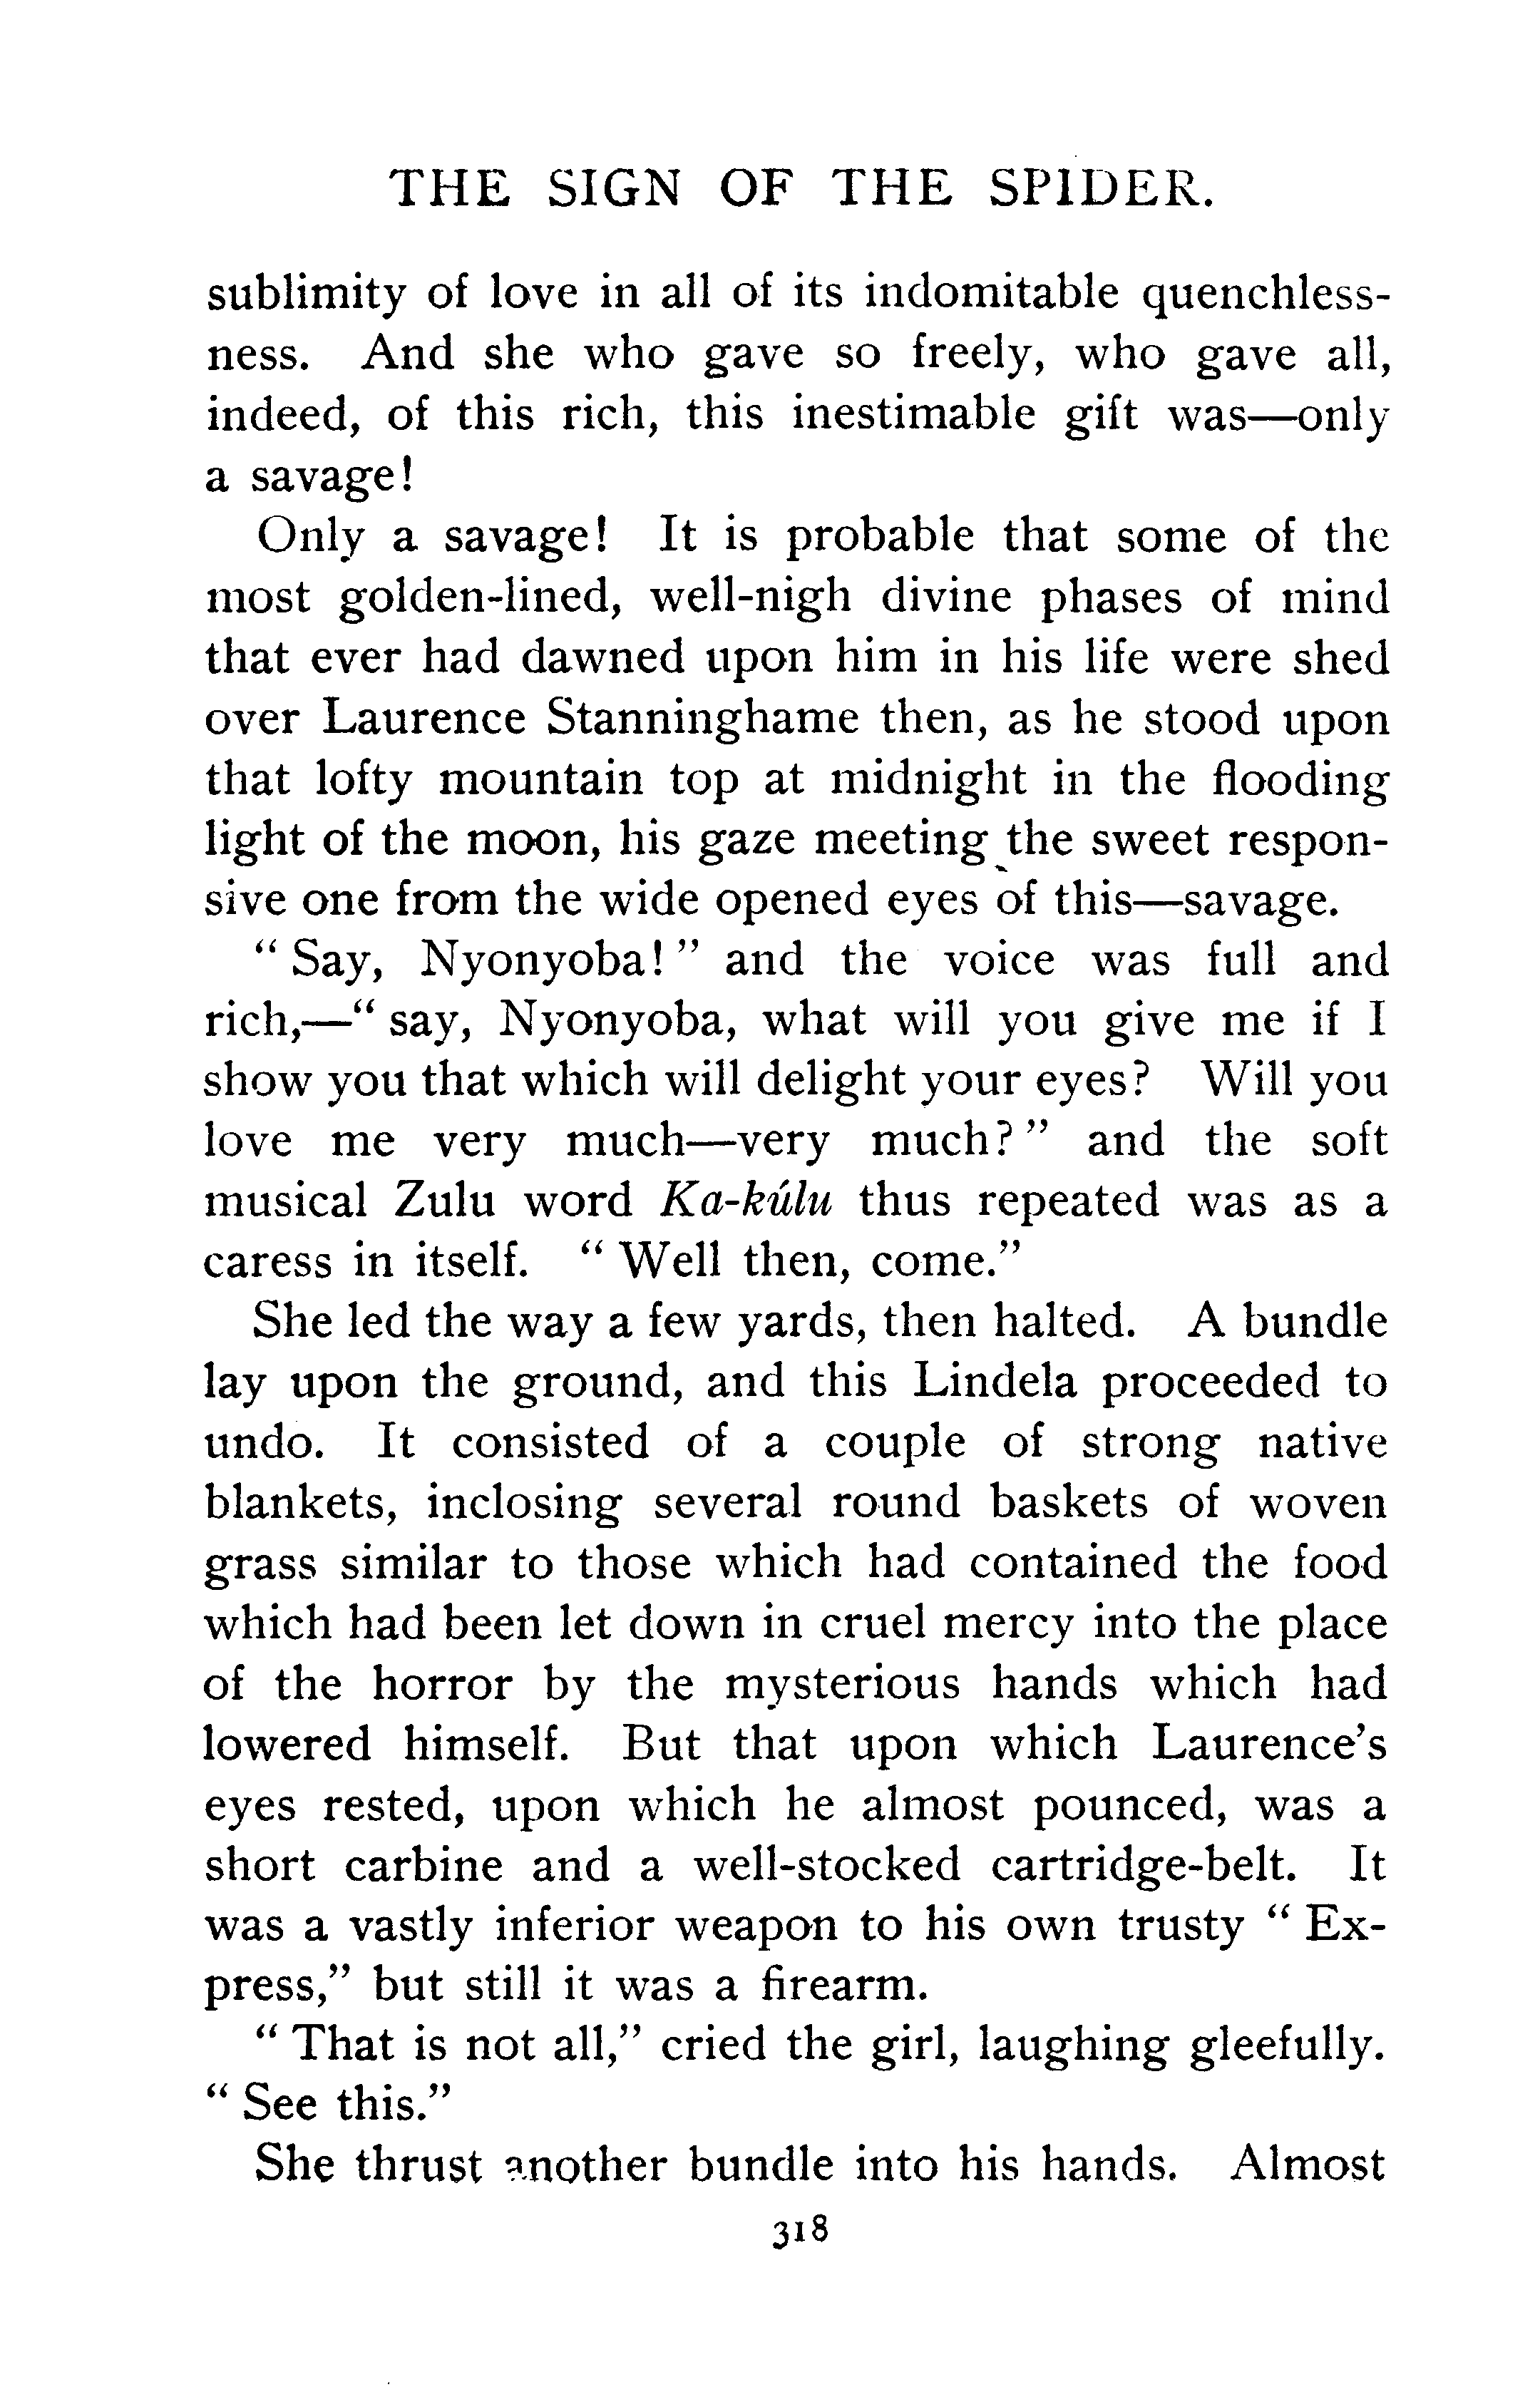 THE SIGN OF THE SPIDER.
sublimity of love in all of its indomitable quenchless-
ness. And she who gave so freely, who gave all,
indeed, of this rich, this inestimable gift was—only
a savage!
Only a savage! It is probable that some of the
most golden-lined, well-nigh divine phases of mind
that ever had dawned upon him in his life were shed
over Laurence Stanninghame then, as he stood upon
that lofty mountain top at midnight in the flooding
light of the moon, his gaze meeting the sweet respon-
sive one from the wide opened eyes of this—savage.
“ Say, Nyonyoba! ” and the voice was full and
rich,—“ say, Nyonyoba, what will you give me if I
show you that which will delight your eyes? Will you
love me very much—very much? ” and the soft
musical Zulu word Ka-kúlu thus repeated was as a
caress in itself. “ Well then, come.”
She led the way a few yards, then halted. A bundle
lay upon the ground, and this Lindela proceeded to
undo. It consisted of a couple of strong native
blankets, inclosing several round baskets of woven
grass similar to those which had contained the food
which had been let down in cruel mercy into the place
of the horror by the mysterious hands which had
lowered himself. But that upon which Laurence’s
eyes rested, upon which he almost pounced, was a
short carbine and a well-stocked cartridge-belt. It
was a vastly inferior weapon to his own trusty “ Ex-
press,” but still it was a firearm.
“ That is not all,” cried the girl, laughing gleefully.
“ See this.”
She thrust another bundle into his hands. Almost
318